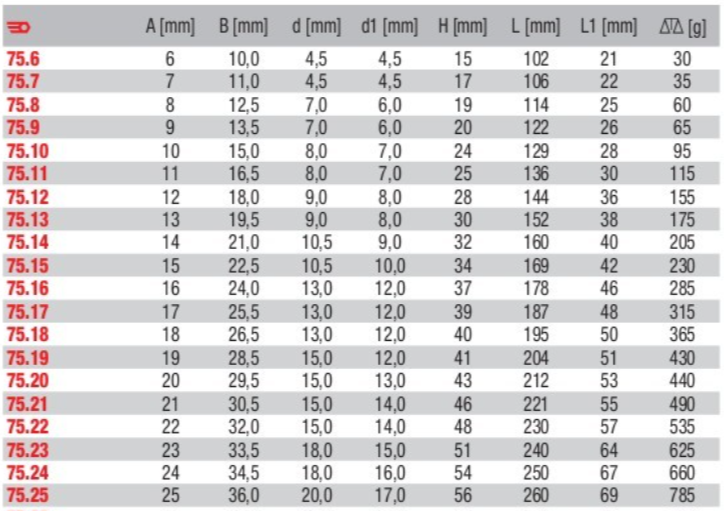 A [mm] B [mm] d [mm] d1 [mm] H [mm] L [mm] L1 [mm] [g]
75.6 6 10,0 4,5 4,5 15 102 21 30
75.7 7 11,0 4,5 4,5 17 106 22 35
75.8 8 12,5 7,0 6,0 19 114 25 60
75.9 9 13,5 7,0 6,0 20 122 26 65
75.10 10 15,0 8,0 7,0 24 129 28 95
75.11 11 16,5 8,0 7,0 25 136 30 115
75.12 12 18,0 9,0 8,0 28 144 36 155
75.13 13 19,5 9,0 8,0 30 152 38 175
75.14 14 21,0 10,5 9,0 32 160 40 205
75.15 15 22,5 10,5 10,0 34 169 42 230
75.16 16 24,0 13,0 12,0 37 178 46 285
75.17 17 25,5 13,0 12,0 39 187 48 315
75.18 18 26,5 13,0 12,0 40 195 50 365
75.19 19 28,5 15,0 12,0 41 204 51 430
75.20 20 29,5 15,0 13,0 43 212 53 440
75.21 21 30,5 15,0 14,0 46 221 55 490
75.22 22 32,0 15,0 14,0 48 230 57 535
75.23 23 33,5 18,0 15,0 51 240 64 625
75.24 24 34,5 18,0 16,0 54 250 67 660
75.25 25 36,0 20,0 17,0 56 260 69 785